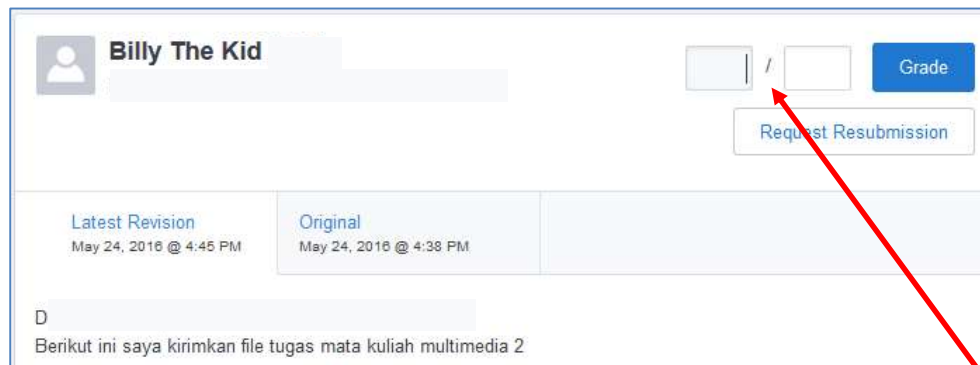 Billy The Kid
/
Grade
Request Resubmission
Latest Revision
May 24, 2016 @ 4:45 PM
Original
May 24, 2016 @ 4:38 PM
D
Berikut ini saya kirimkan file tugas mata kuliah multimedia 2